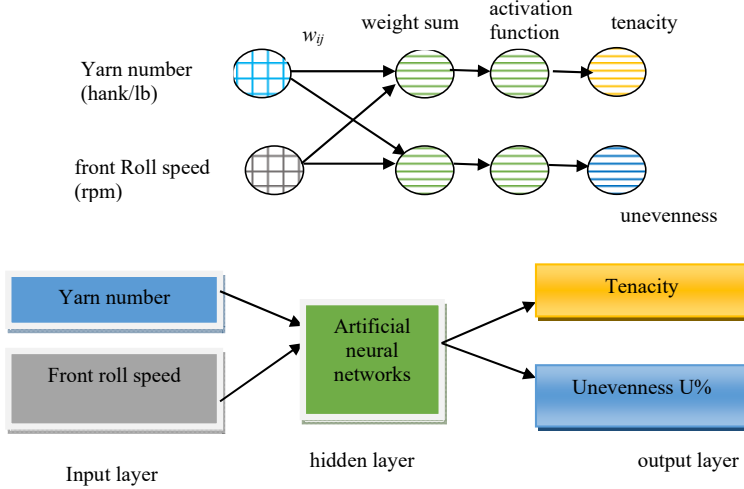 w_ij
weight sum
activation
function
tenacity
Yarn number
(hank/lb)
front Roll speed
(rpm)
unevenness
Yarn number
Tenacity
Artificial
neural
networks
Front roll speed
Unevenness U%
Input layer
hidden layer
output layer